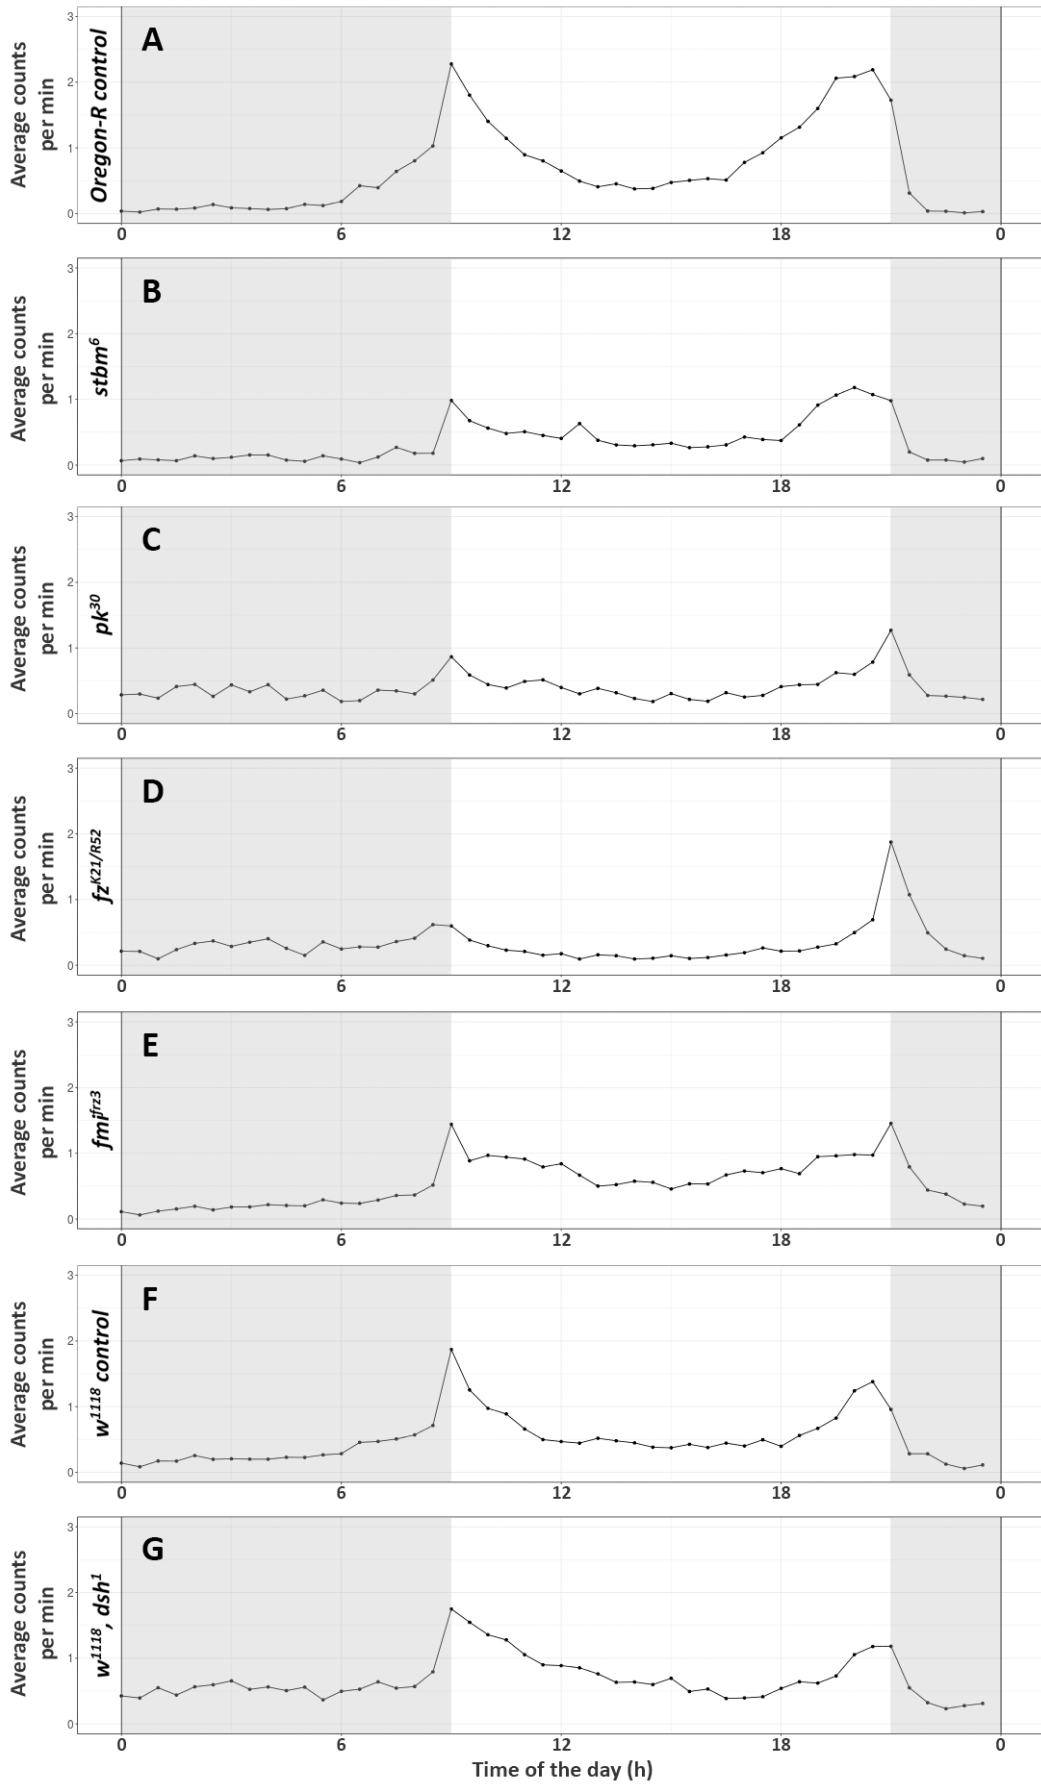 A
Oregon-R control
Average counts
per min
3
2
1
0
0 6 12 18 0
B
stbm⁶
Average counts
per min
3
2
1
0
0 6 12 18 0
C
pk³⁰
Average counts
per min
3
2
1
0
0 6 12 18 0
D
fz^K21/R52
Average counts
per min
3
2
1
0
0 6 12 18 0
E
fmi^frz3
Average counts
per min
3
2
1
0
0 6 12 18 0
F
w¹¹¹⁸ control
Average counts
per min
3
2
1
0
0 6 12 18 0
G
w¹¹¹⁸, dsh¹
Average counts
per min
3
2
1
0
0 6 12 18 0
Time of the day (h)